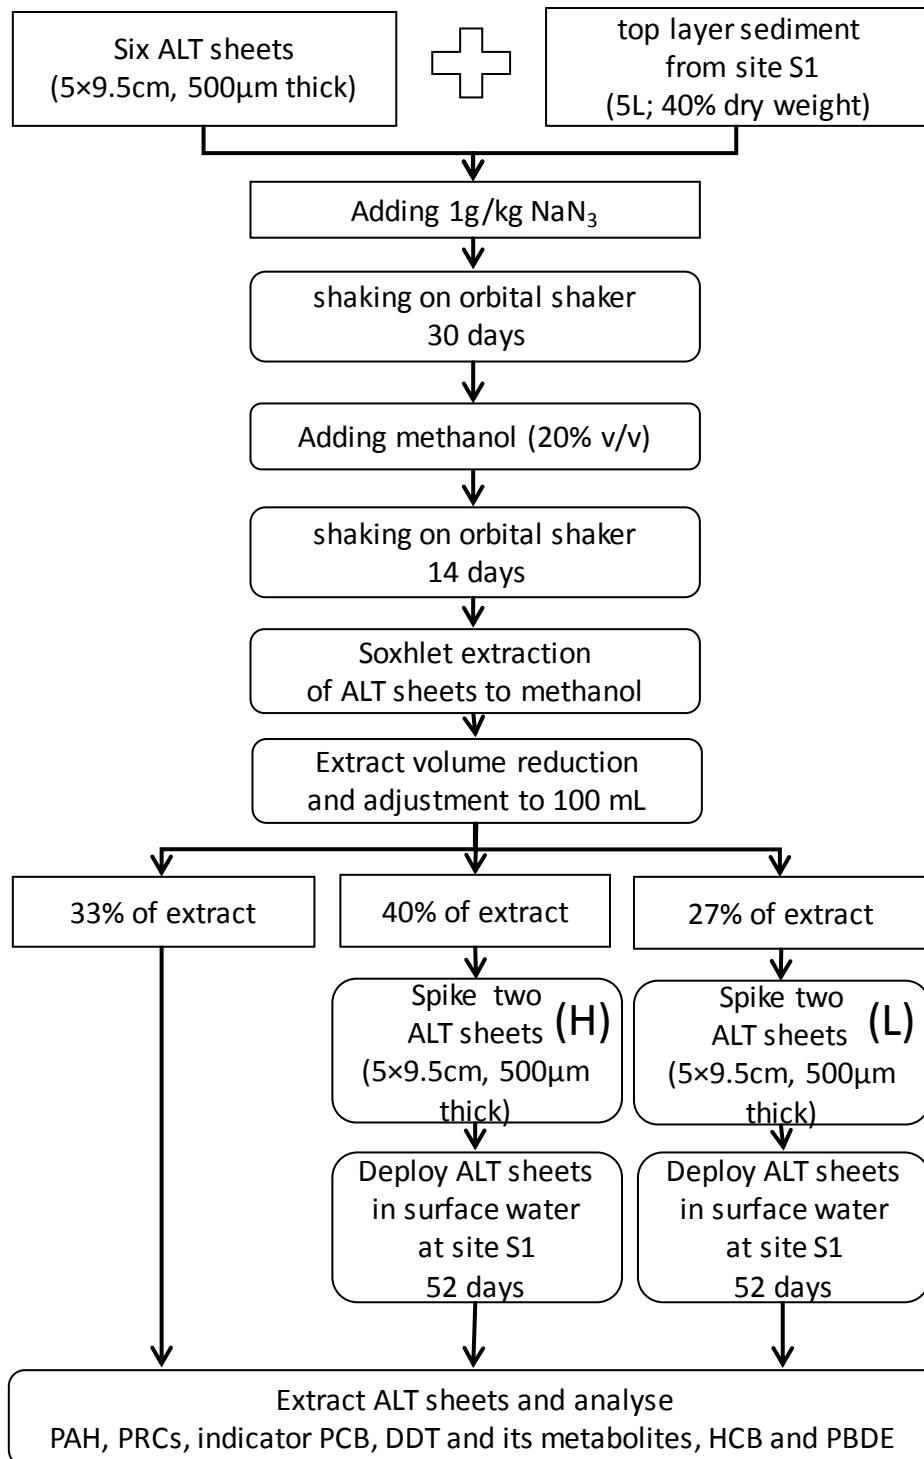 Six ALT sheets
(5×9.5cm, 500µm thick)
top layer sediment
from site S1
(5L; 40% dry weight)
Adding 1g/kg NaN₃
shaking on orbital shaker
30 days
Adding methanol (20% v/v)
shaking on orbital shaker
14 days
Soxhlet extraction
of ALT sheets to methanol
Extract volume reduction
and adjustment to 100 mL
33% of extract
40% of extract
27% of extract
Spike two
ALT sheets
(H)
(5×9.5cm, 500µm
thick)
Spike two
ALT sheets
(L)
(5×9.5cm, 500µm
thick)
Deploy ALT sheets
in surface water
at site S1
52 days
Deploy ALT sheets
in surface water
at site S1
52 days
Extract ALT sheets and analyse
PAH, PRCs, indicator PCB, DDT and its metabolites, HCB and PBDE